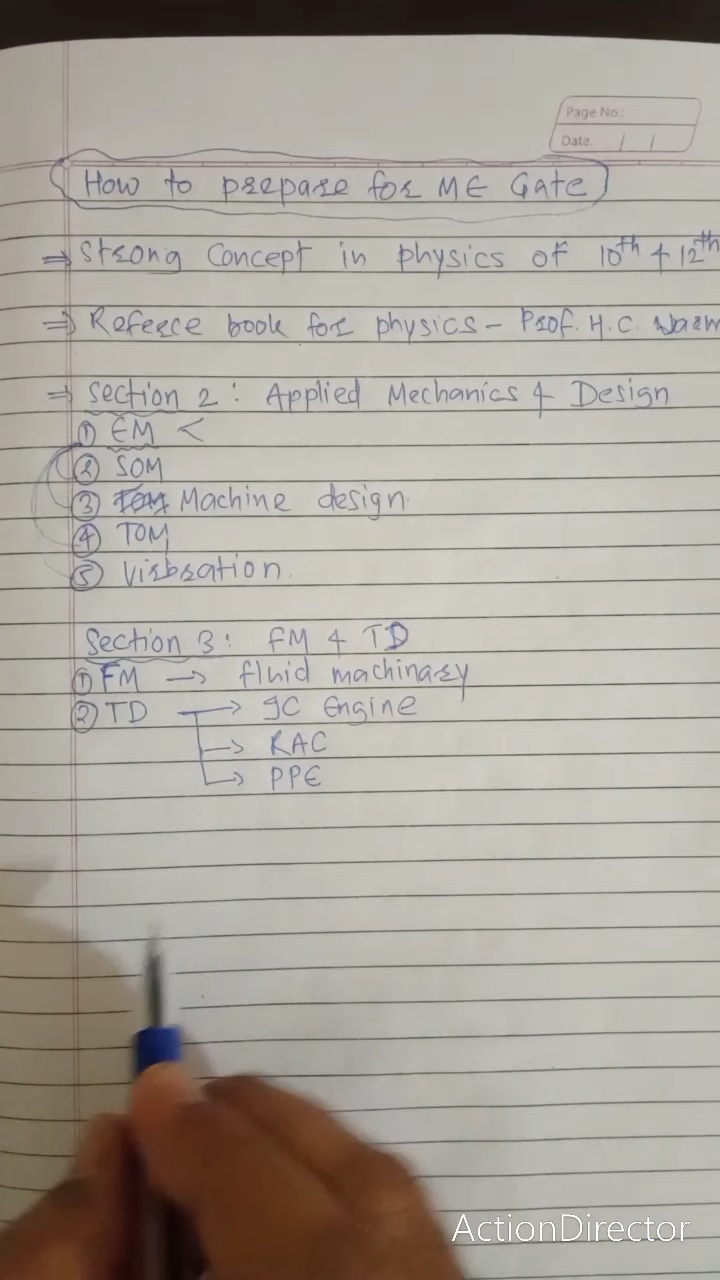 Page No.:
Date. / /
How to prepare for ME Gate
⇒ Strong Concept in physics of 10th & 12th
⇒ Referce book for physics - Prof. H.C.
⇒ Section 2 : Applied Mechanics & Design
① EM <
② SOM
③ Machine design
④ TOM
⑤ Virbration.
Section 3 : FM & TD
① FM → fluid machinary
② TD → IC Engine
→ RAC
→ PPE
ActionDirector